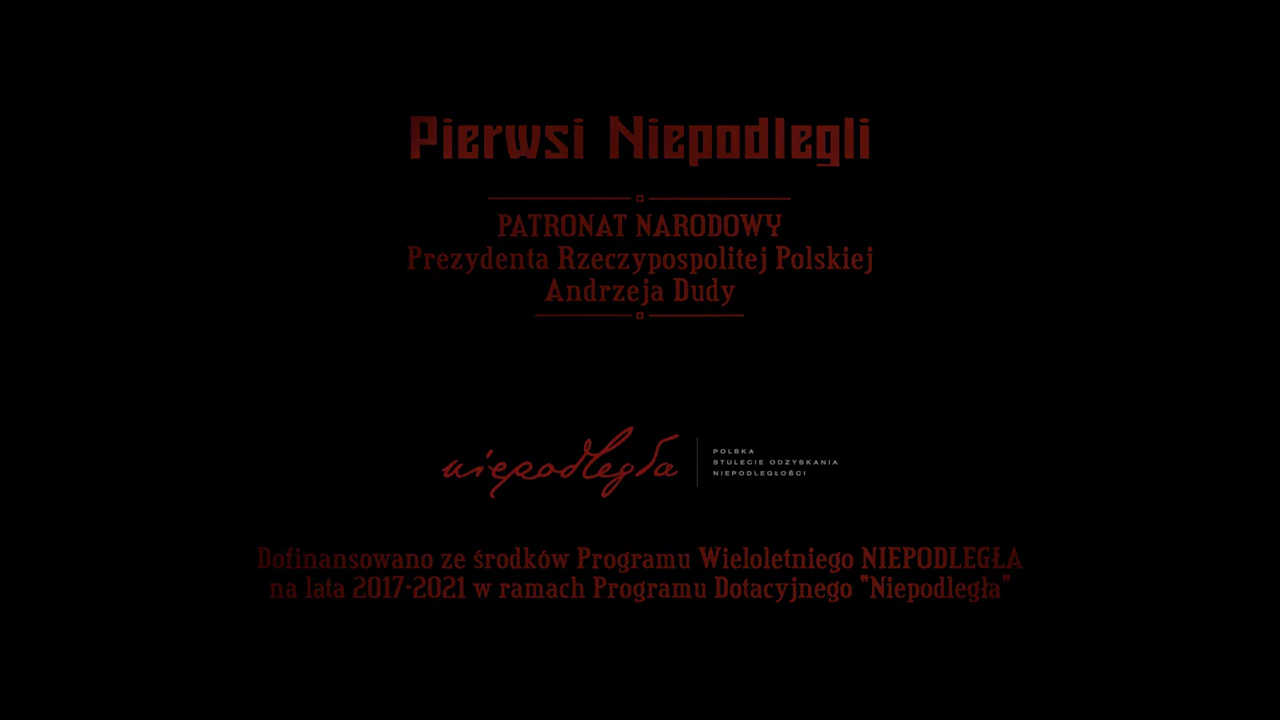 Pierwsi Niepodlegli
PATRONAT NARODOWY
Prezydenta Rzeczypospolitej Polskiej
Andrzeja Dudy
niepodległa
POLSKA
STULECIE ODZYSKANIA
NIEPODLEGŁOŚCI
Dofinansowano ze środków Programu Wieloletniego NIEPODLEGŁA
na lata 2017-2021 w ramach Programu Dotacyjnego "Niepodległa"